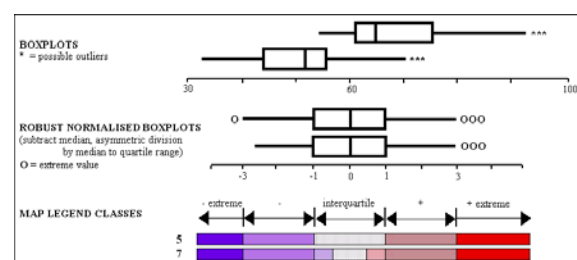 ***
BOXPLOTS
* = possible outliers
***
30 60 100
O OOO
ROBUST NORMALISED BOXPLOTS
(subtract median, asymmetric division
by median to quartile range)
OOO
O = extreme value
-3 -1 0 1 3
- extreme - interquartile + + extreme
MAP LEGEND CLASSES
5
7